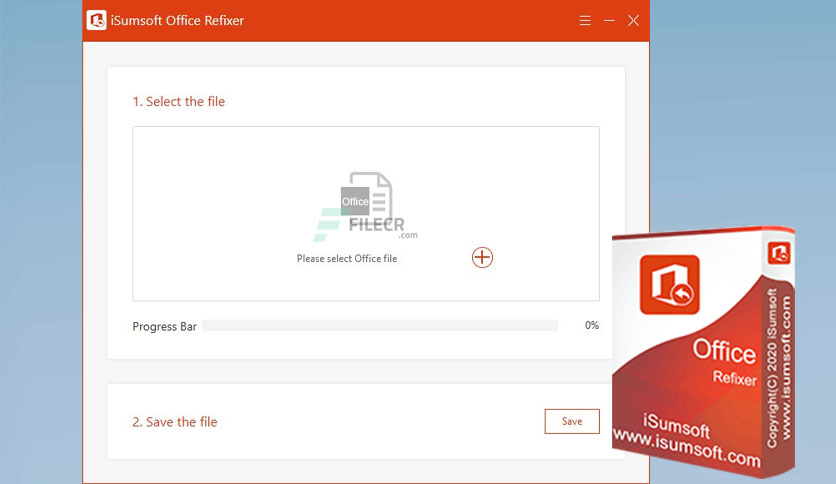 iSumsoft Office Refixer
1. Select the file
Office
FILECR
.com
Please select Office file
Progress Bar
0%
2. Save the file
Save
Office
Refixer
iSumsoft
www.isumsoft.com
Copyright(C) 2020 iSumsoft
www.isumsoft.com